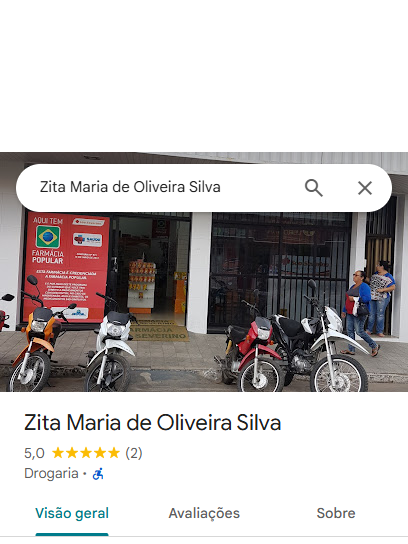 Zita Maria de Oliveira Silva
AQUI TEM
FARMÁCIA
POPULAR
SAÚDE
ESTA FARMÁCIA É CREDENCIADA
A FARMÁCIA POPULAR.
FARMÁCIA
SEVERINO
Zita Maria de Oliveira Silva
5,0 ★★★★★ (2)
Drogaria ·
Visão geral Avaliações Sobre